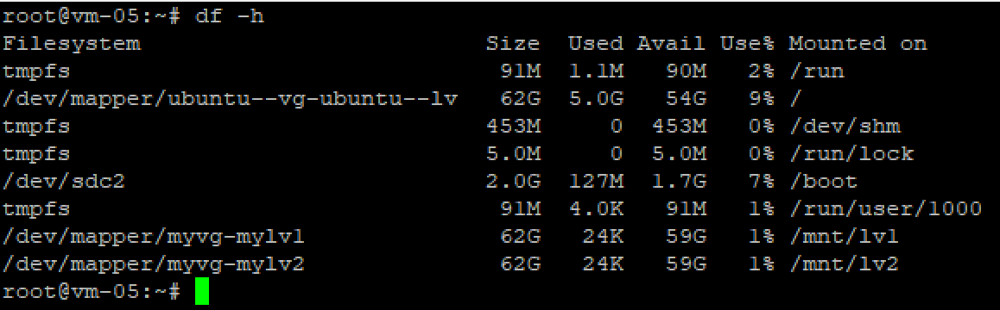 root@vm-05:~# df -h
Filesystem                         Size  Used Avail Use% Mounted on
tmpfs                               91M  1.1M   90M   2% /run
/dev/mapper/ubuntu--vg-ubuntu--lv   62G  5.0G   54G   9% /
tmpfs                              453M     0  453M   0% /dev/shm
tmpfs                              5.0M     0  5.0M   0% /run/lock
/dev/sdc2                          2.0G  127M  1.7G   7% /boot
tmpfs                               91M  4.0K   91M   1% /run/user/1000
/dev/mapper/myvg-mylv1              62G   24K   59G   1% /mnt/lv1
/dev/mapper/myvg-mylv2              62G   24K   59G   1% /mnt/lv2
root@vm-05:~#